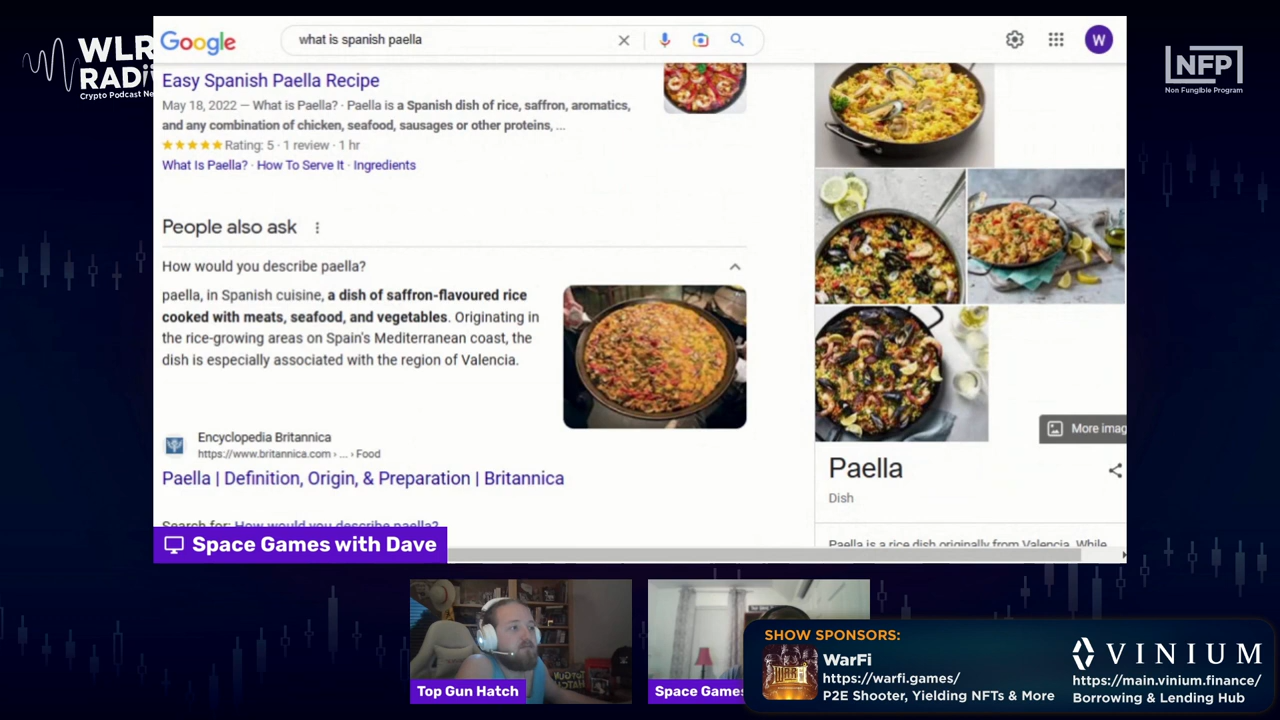 WLR
RADI
Crypto Podcast Ne
Google
what is spanish paella
W
NFP
Non Fungible Program
Easy Spanish Paella Recipe
May 18, 2022 — What is Paella? · Paella is a Spanish dish of rice, saffron, aromatics,
and any combination of chicken, seafood, sausages or other proteins, ...
Rating: 5 · 1 review · 1 hr
What Is Paella? · How To Serve It · Ingredients
People also ask
How would you describe paella?
paella, in Spanish cuisine, a dish of saffron-flavoured rice
cooked with meats, seafood, and vegetables. Originating in
the rice-growing areas on Spain's Mediterranean coast, the
dish is especially associated with the region of Valencia.
Encyclopedia Britannica
https://www.britannica.com › ... › Food
Paella | Definition, Origin, & Preparation | Britannica
Search for: How would you describe paella?
More imag
Paella
Dish
Paella is a rice dish originally from Valencia. While
Space Games with Dave
Top Gun Hatch
Space Games
SHOW SPONSORS:
WarFi
https://warfi.games/
P2E Shooter, Yielding NFTs & More
VINIUM
https://main.vinium.finance/
Borrowing & Lending Hub